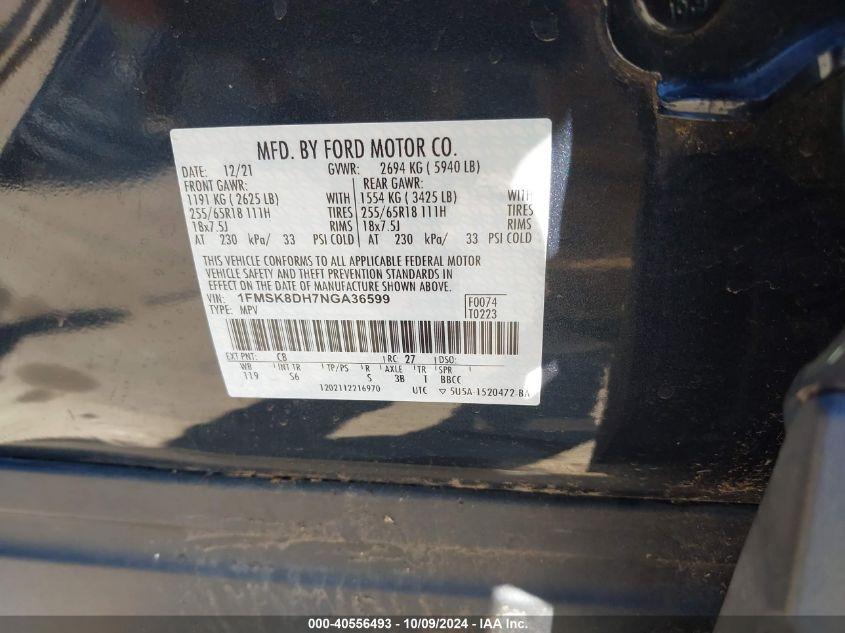 MFD. BY FORD MOTOR CO.
DATE: 12/21 GVWR: 2694 KG ( 5940 LB)
FRONT GAWR: REAR GAWR:
1191 KG ( 2625 LB) WITH 1554 KG ( 3425 LB) WITH
255/65R18 111H TIRES 255/65R18 111H TIRES
18x7.5J RIMS 18x7.5J RIMS
AT 230 kPa/ 33 PSI COLD AT 230 kPa/ 33 PSI COLD
THIS VEHICLE CONFORMS TO ALL APPLICABLE FEDERAL MOTOR
VEHICLE SAFETY AND THEFT PREVENTION STANDARDS IN
EFFECT ON THE DATE OF MANUFACTURE SHOWN ABOVE.
VIN: 1FMSK8DH7NGA36599 F0074
TYPE: MPV T0223
EXT PNT: CB RC 27 DSO:
WB INT TR TP/PS R AXLE TR SPR
119 S6 S 3B I BBCC
1202112216970 UTC ▽ 5U5A-1520472-BA
000-40556493 - 10/09/2024 - IAA Inc.